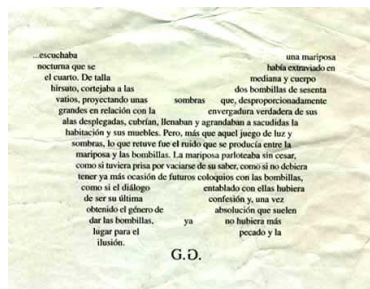 ...escuchaba una mariposa
nocturna que se había extraviado en
el cuarto. De talla mediana y cuerpo
hirsuto, cortejaba a las dos bombillas de sesenta
vatios, proyectando unas sombras que, desproporcionadamente
grandes en relación con la envergadura verdadera de sus
alas desplegadas, cubrían, llenaban y agrandaban a sacudidas la
habitación y sus muebles. Pero, más que aquel juego de luz y
sombras, lo que retuve fue el ruido que se producía entre la
mariposa y las bombillas. La mariposa parloteaba sin cesar,
como si tuviera prisa por vaciarse de su saber, como si no debiera
tener ya más ocasión de futuros coloquios con las bombillas,
como si el diálogo entablado con ellas hubiera
de ser su última confesión y, una vez
obtenido el género de absolución que suelen
dar las bombillas, ya no hubiera más
lugar para el pecado y la
ilusión.
G.G.